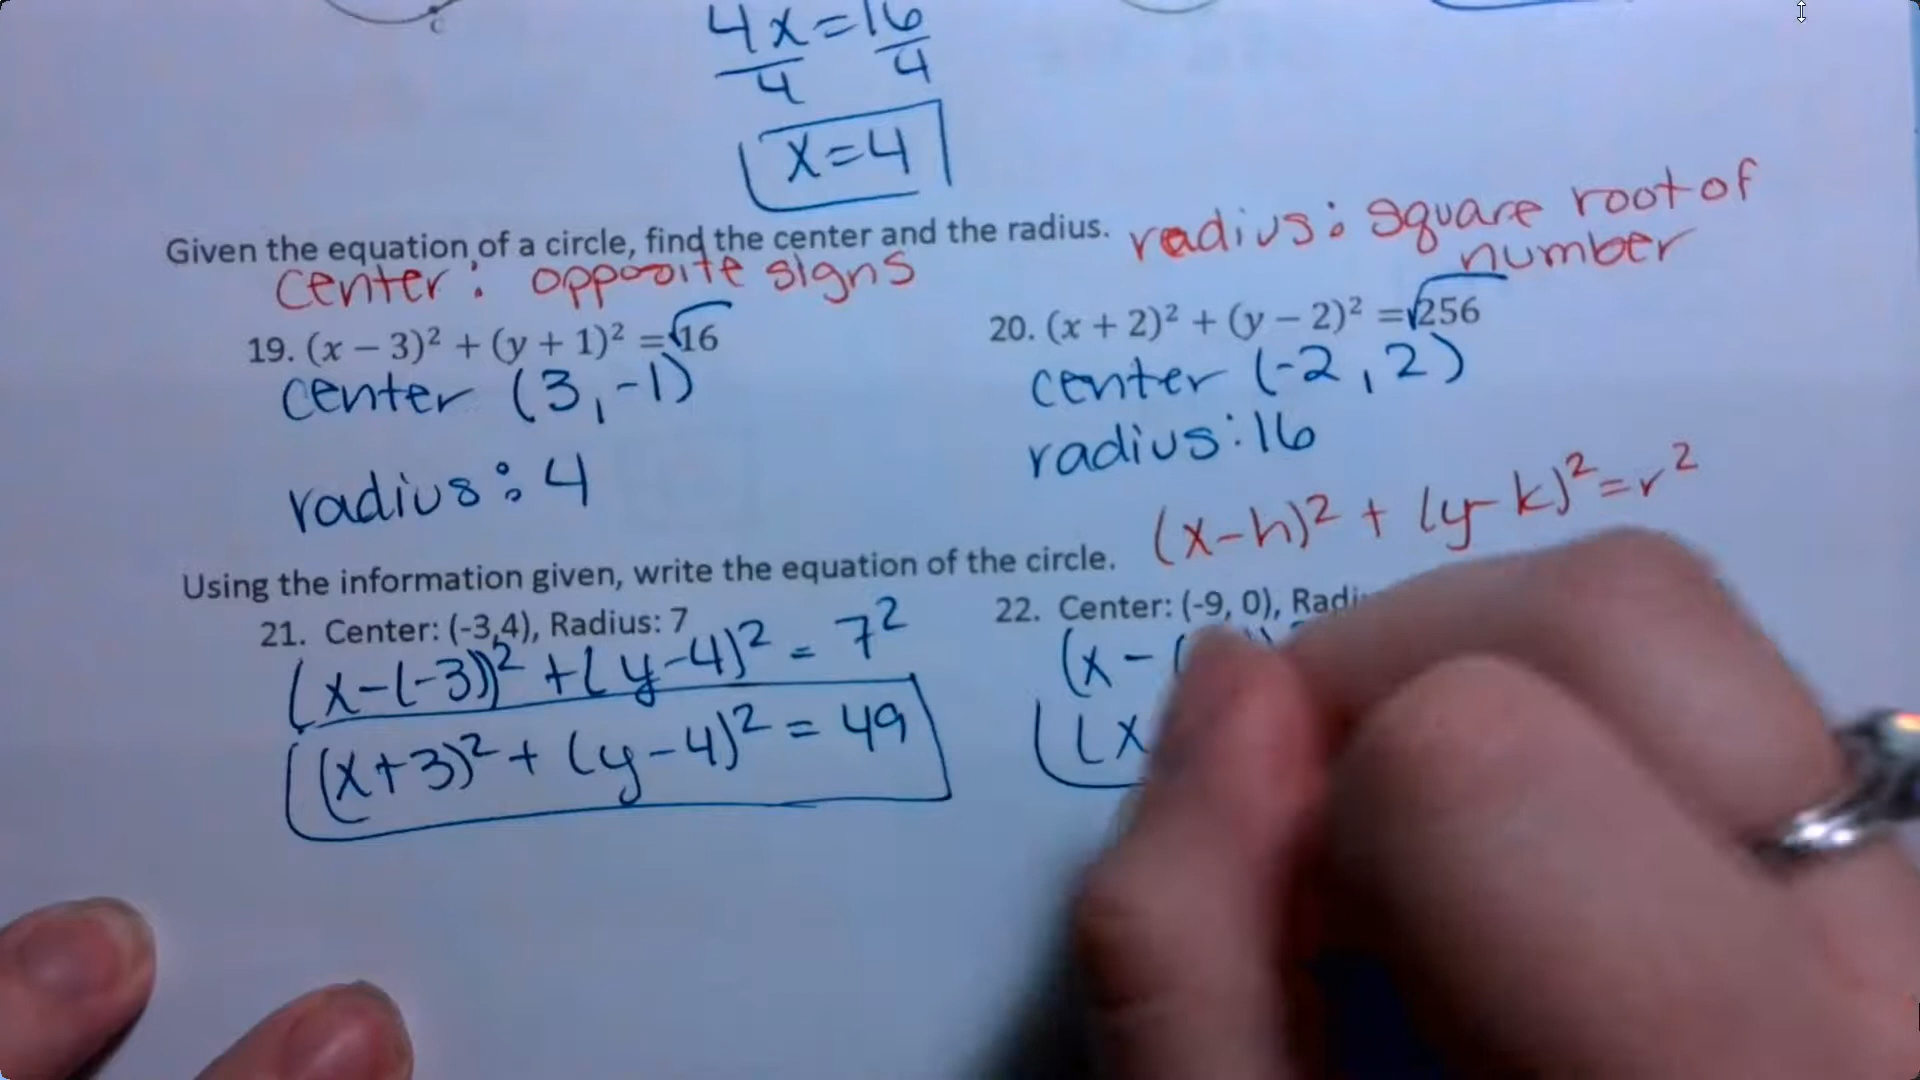 c
4x=16
4 4
x=4
Given the equation of a circle, find the center and the radius. radius: square root of number
center: opposite signs
19. (x − 3)² + (y + 1)² = √16
center (3, -1)
radius: 4
20. (x + 2)² + (y − 2)² = √256
center (-2, 2)
radius: 16
(x-h)² + (y-k)² = r²
Using the information given, write the equation of the circle.
21. Center: (-3,4), Radius: 7
(x-(-3))² + (y-4)² = 7²
(x+3)² + (y-4)² = 49
22. Center: (-9, 0),
(x-
(x